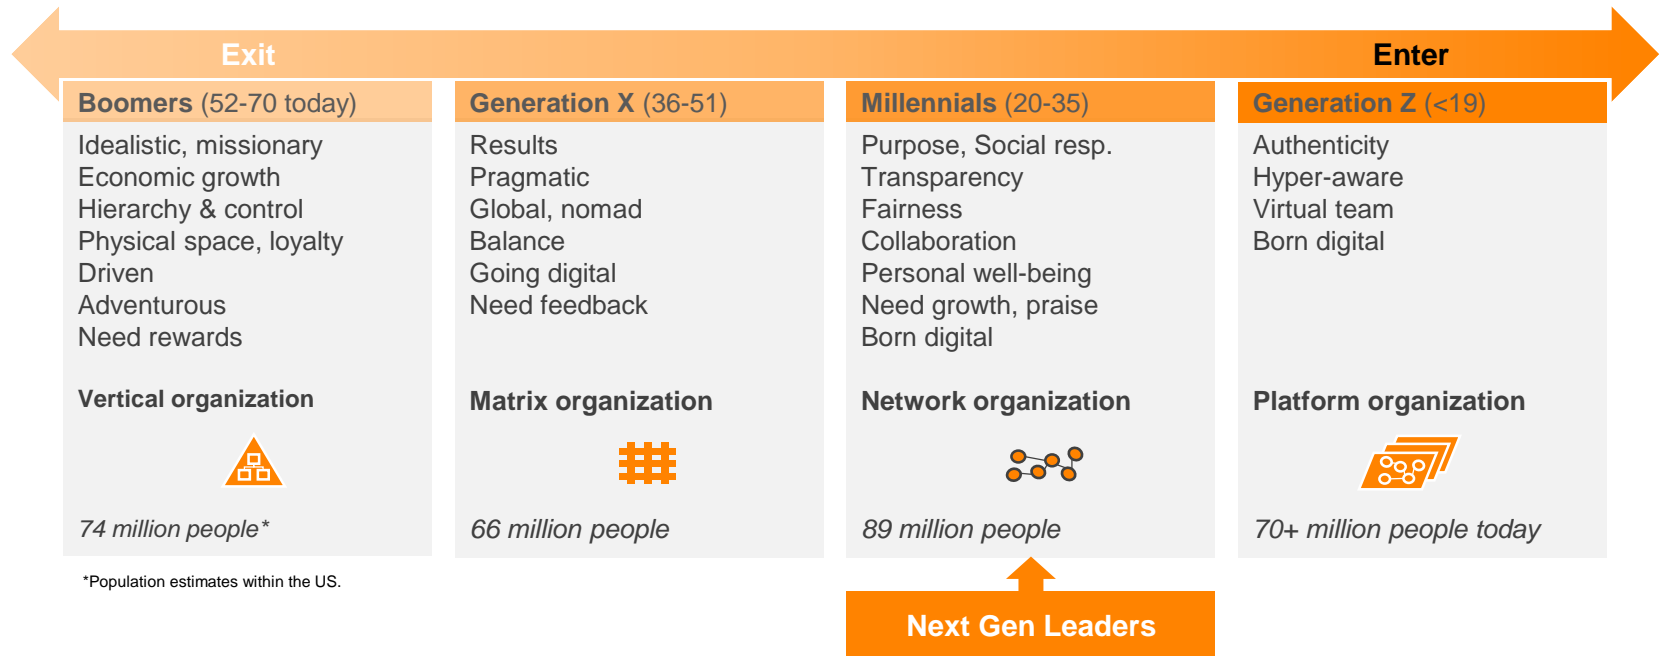 Exit
Enter
Boomers (52-70 today)
Idealistic, missionary
Economic growth
Hierarchy & control
Physical space, loyalty
Driven
Adventurous
Need rewards
Vertical organization
74 million people*
Generation X (36-51)
Results
Pragmatic
Global, nomad
Balance
Going digital
Need feedback
Matrix organization
66 million people
Millennials (20-35)
Purpose, Social resp.
Transparency
Fairness
Collaboration
Personal well-being
Need growth, praise
Born digital
Network organization
89 million people
Generation Z (<19)
Authenticity
Hyper-aware
Virtual team
Born digital
Platform organization
70+ million people today
*Population estimates within the US.
Next Gen Leaders